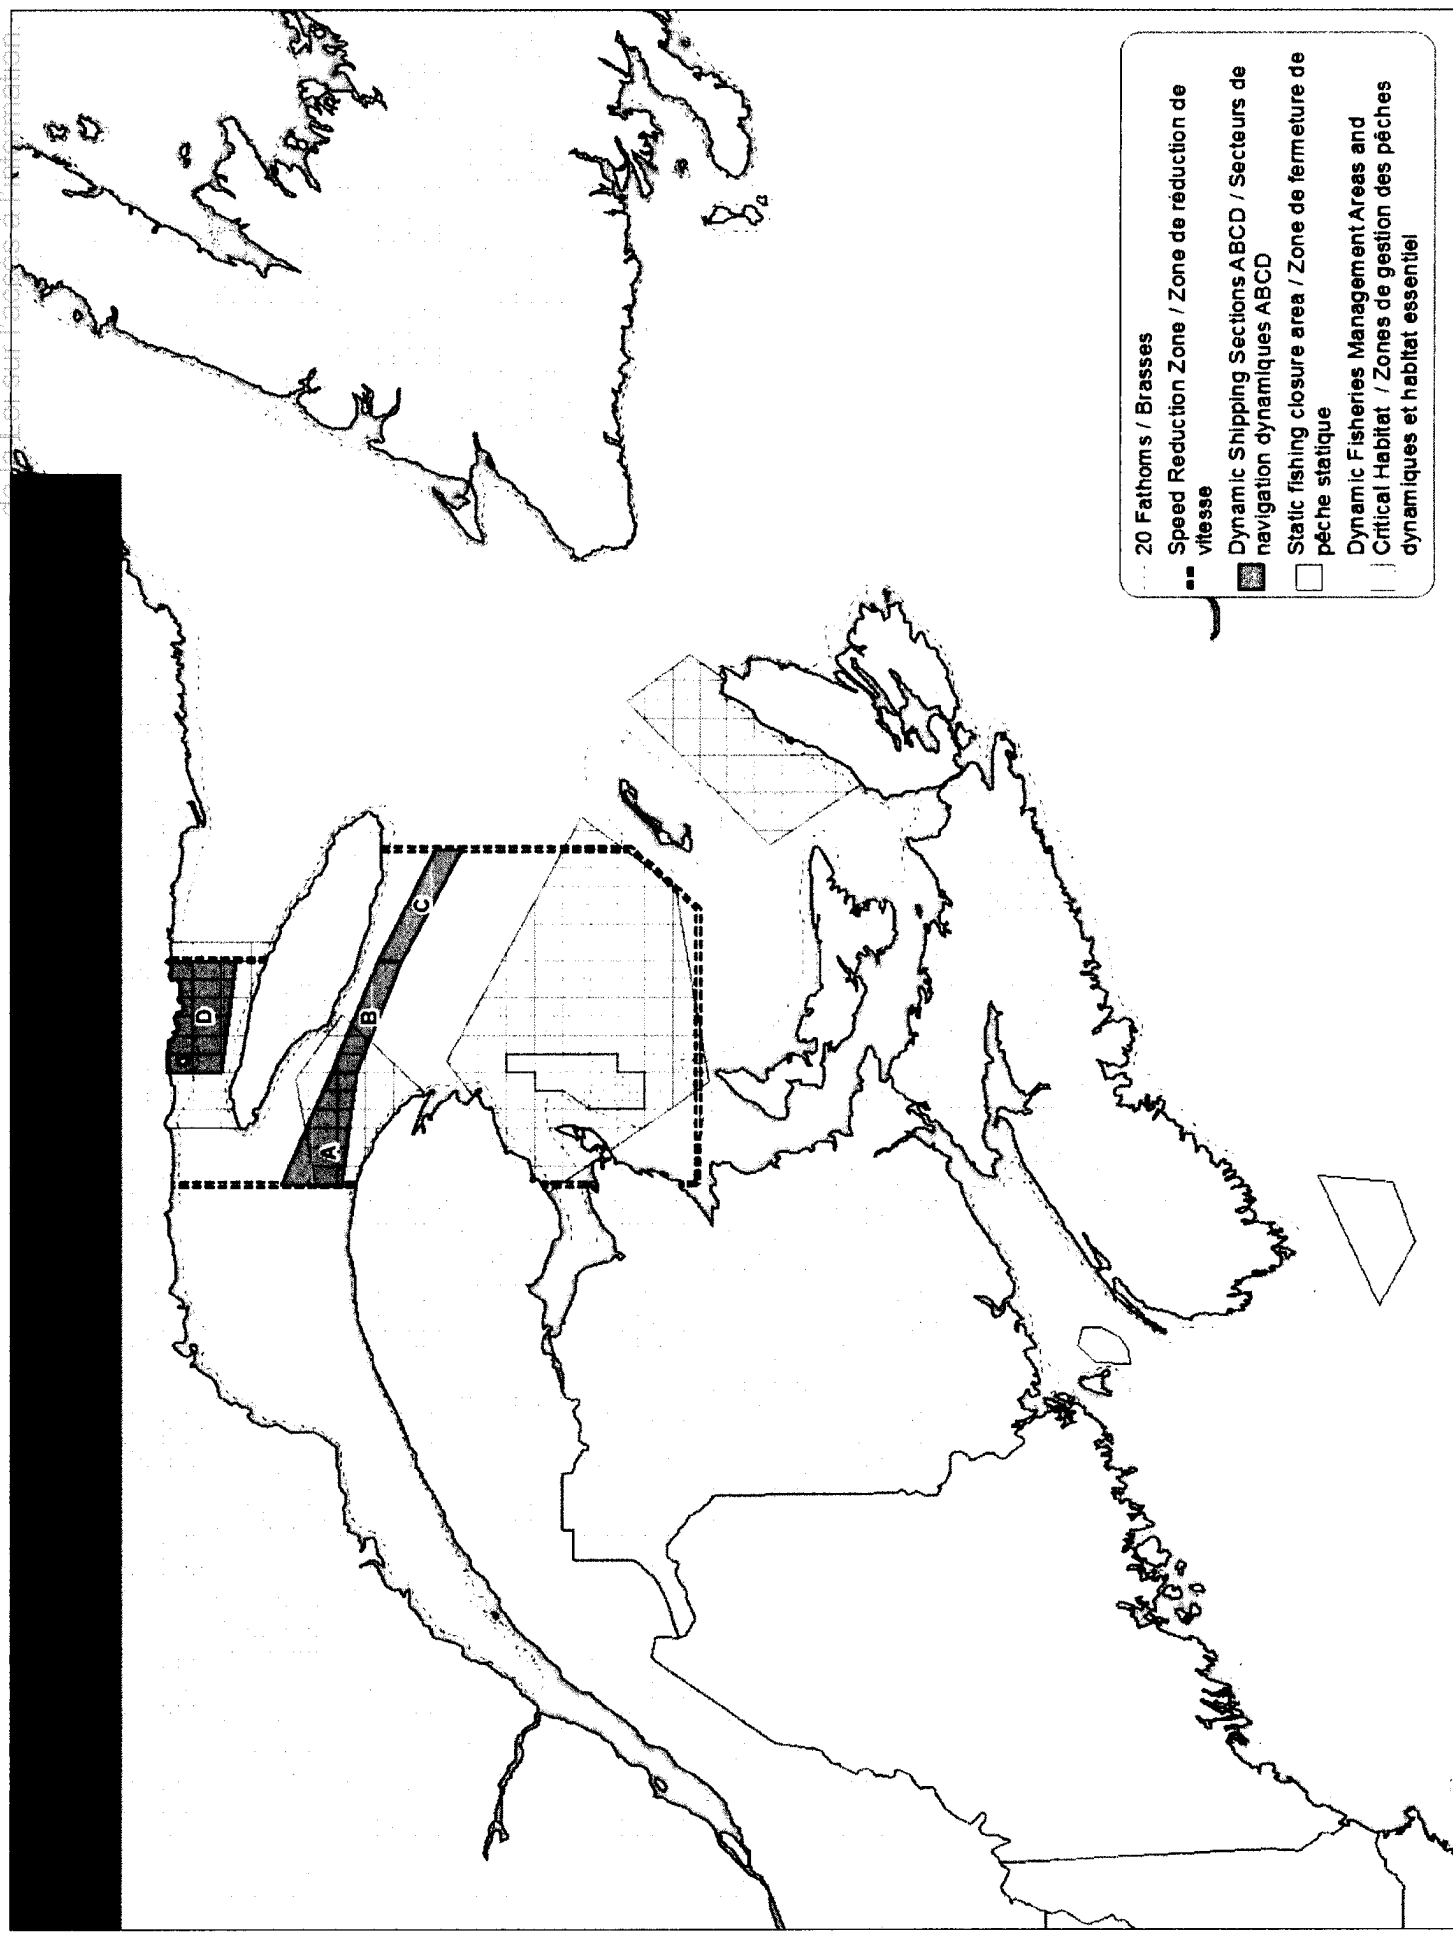 D
A
B
C
20 Fathoms / Brasses
Speed Reduction Zone / Zone de réduction de
vitesse
Dynamic Shipping Sections ABCD / Secteurs de
navigation dynamiques ABCD
Static fishing closure area / Zone de fermeture de
pêche statique
Dynamic Fisheries Management Areas and
Critical Habitat / Zones de gestion des pêches
dynamiques et habitat essentiel